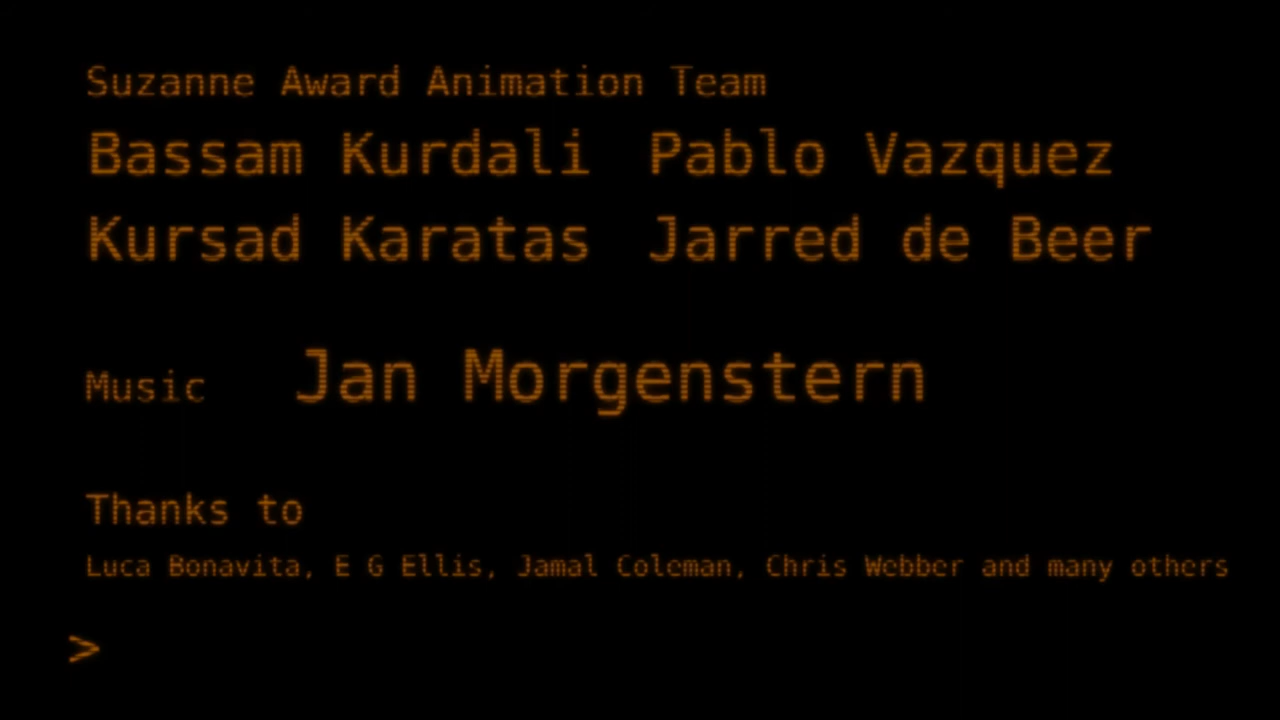 Suzanne Award Animation Team
Bassam Kurdali Pablo Vazquez
Kursad Karatas Jarred de Beer
Music Jan Morgenstern
Thanks to
Luca Bonavita, E G Ellis, Jamal Coleman, Chris Webber and many others
>